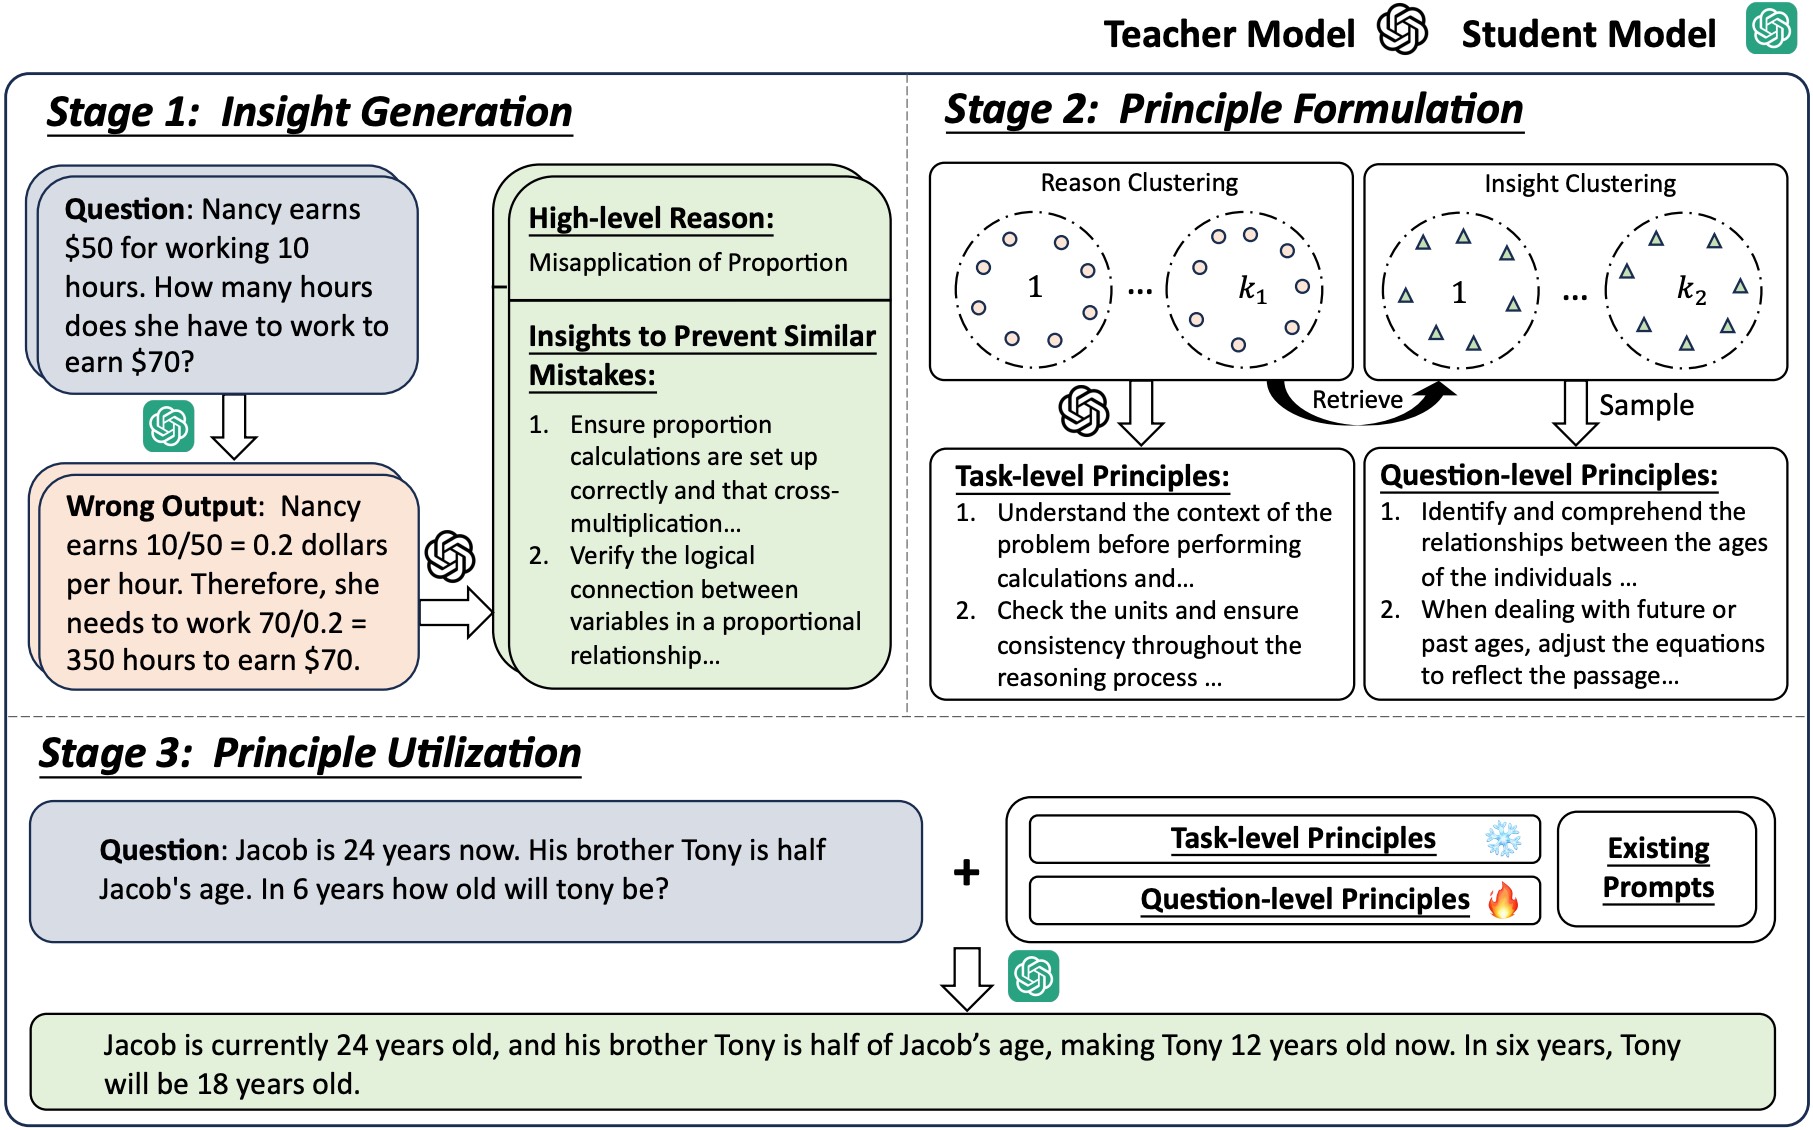 Teacher Model
Student Model
Stage 1: Insight Generation
Question: Nancy earns
$50 for working 10
hours. How many hours
does she have to work to
earn $70?
Wrong Output: Nancy
earns 10/50 = 0.2 dollars
per hour. Therefore, she
needs to work 70/0.2 =
350 hours to earn $70.
High-level Reason:
Misapplication of Proportion
Insights to Prevent Similar
Mistakes:
1. Ensure proportion
calculations are set up
correctly and that cross-
multiplication...
2. Verify the logical
connection between
variables in a proportional
relationship...
Stage 2: Principle Formulation
Reason Clustering
1
...
k₁
Insight Clustering
1
...
k₂
Retrieve
Sample
Task-level Principles:
1. Understand the context of the
problem before performing
calculations and...
2. Check the units and ensure
consistency throughout the
reasoning process ...
Question-level Principles:
1. Identify and comprehend the
relationships between the ages
of the individuals ...
2. When dealing with future or
past ages, adjust the equations
to reflect the passage...
Stage 3: Principle Utilization
Question: Jacob is 24 years now. His brother Tony is half
Jacob's age. In 6 years how old will tony be?
+
Task-level Principles
Question-level Principles
Existing
Prompts
Jacob is currently 24 years old, and his brother Tony is half of Jacob’s age, making Tony 12 years old now. In six years, Tony
will be 18 years old.